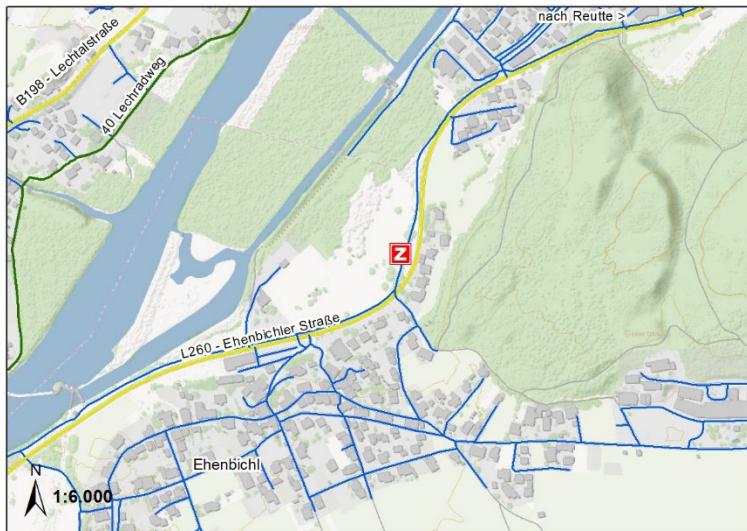 nach Reutte >
B198 - Lechtalstraße
40 Lechradweg
Z
L260 - Ehenbichler Straße
Ehenbichl
N
1:6.000